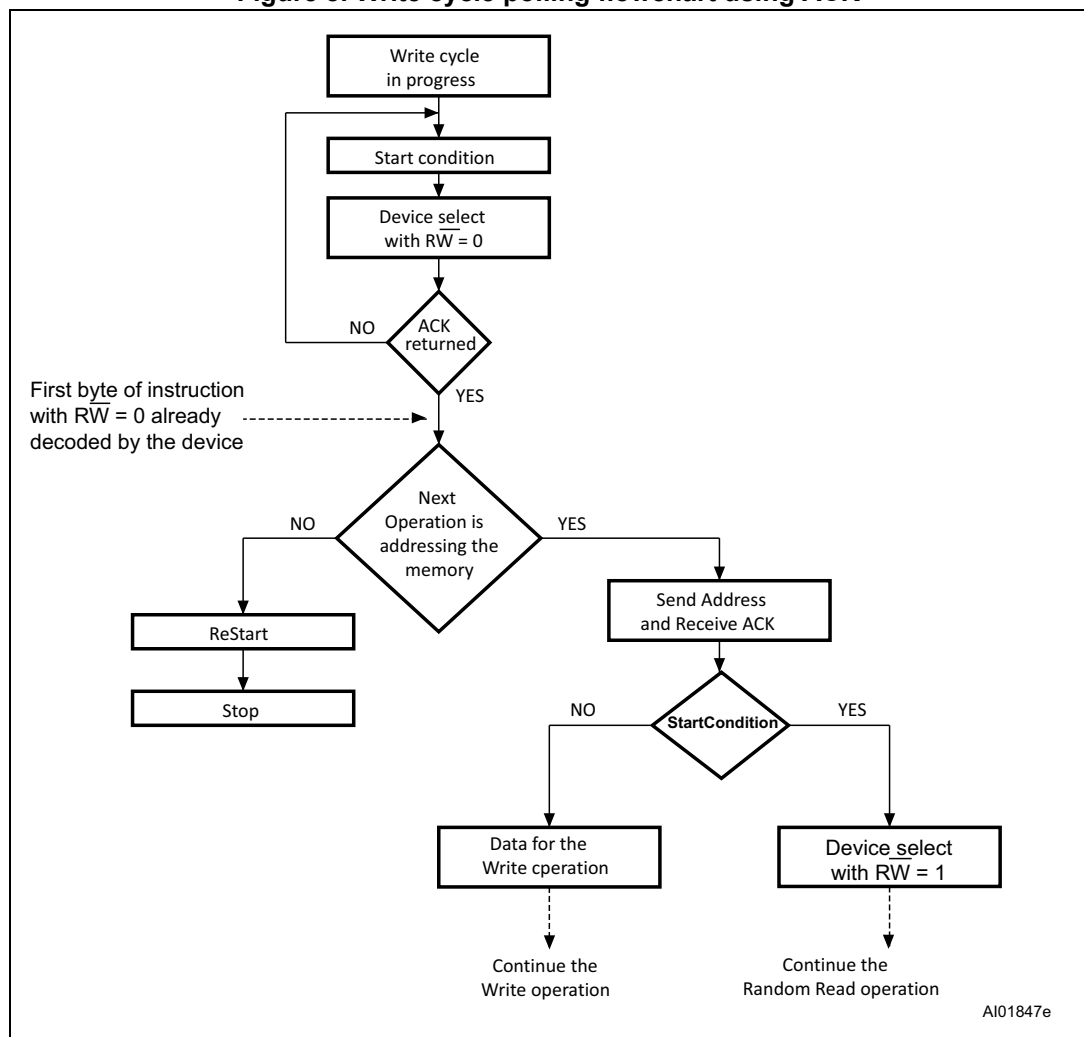 Write cycle
in progress
Start condition
Device select
with RW̅ = 0
ACK
returned
NO
YES
First byte of instruction
with RW̅ = 0 already
decoded by the device
Next
Operation is
addressing the
memory
NO
YES
ReStart
Stop
Send Address
and Receive ACK
StartCondition
NO
YES
Data for the
Write cperation
Device select
with RW̅ = 1
Continue the
Write operation
Continue the
Random Read operation
AI01847e